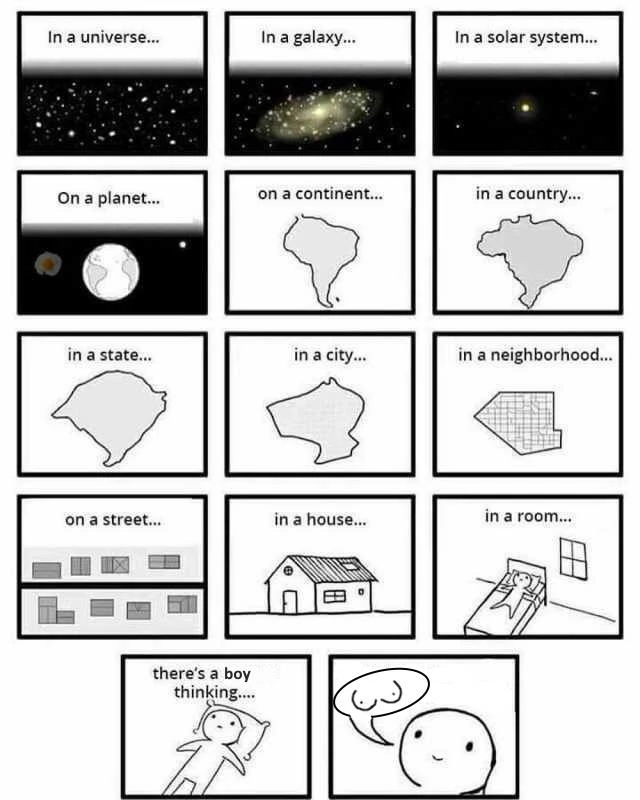 In a universe...
In a galaxy...
In a solar system...
On a planet...
on a continent...
in a country...
in a state...
in a city...
in a neighborhood...
on a street...
in a house...
in a room...
there's a boy
thinking....